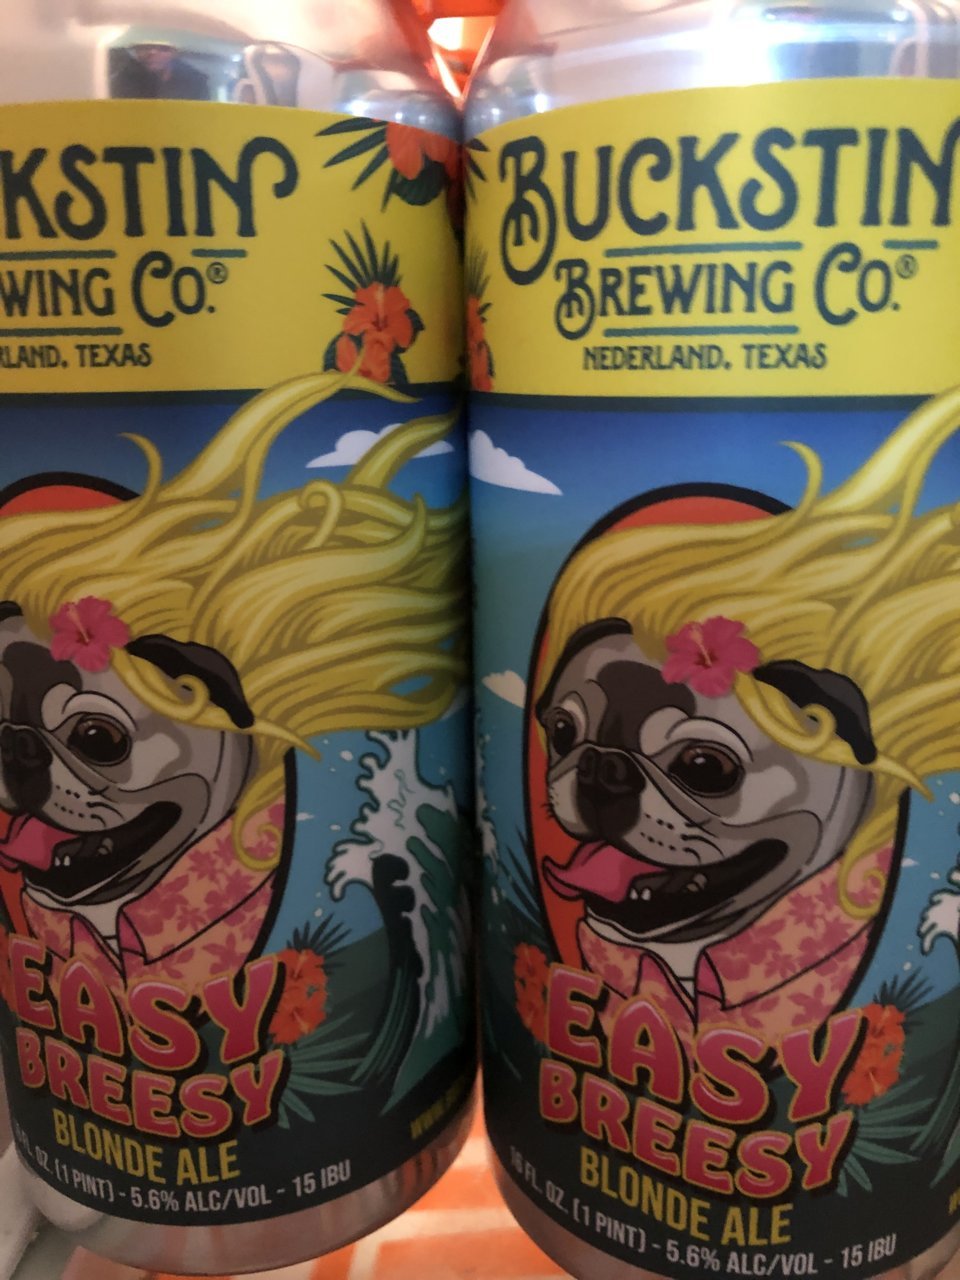 KSTIN
WING Co.®
RLAND, TEXAS
EASY
BREESY
BLONDE ALE
FL. OZ. (1 PINT) - 5.6% ALC/VOL - 15 IBU
BUCKSTIN
BREWING Co.®
NEDERLAND, TEXAS
EASY
BREESY
BLONDE ALE
16 FL. OZ. (1 PINT) - 5.6% ALC/VOL - 15 IBU